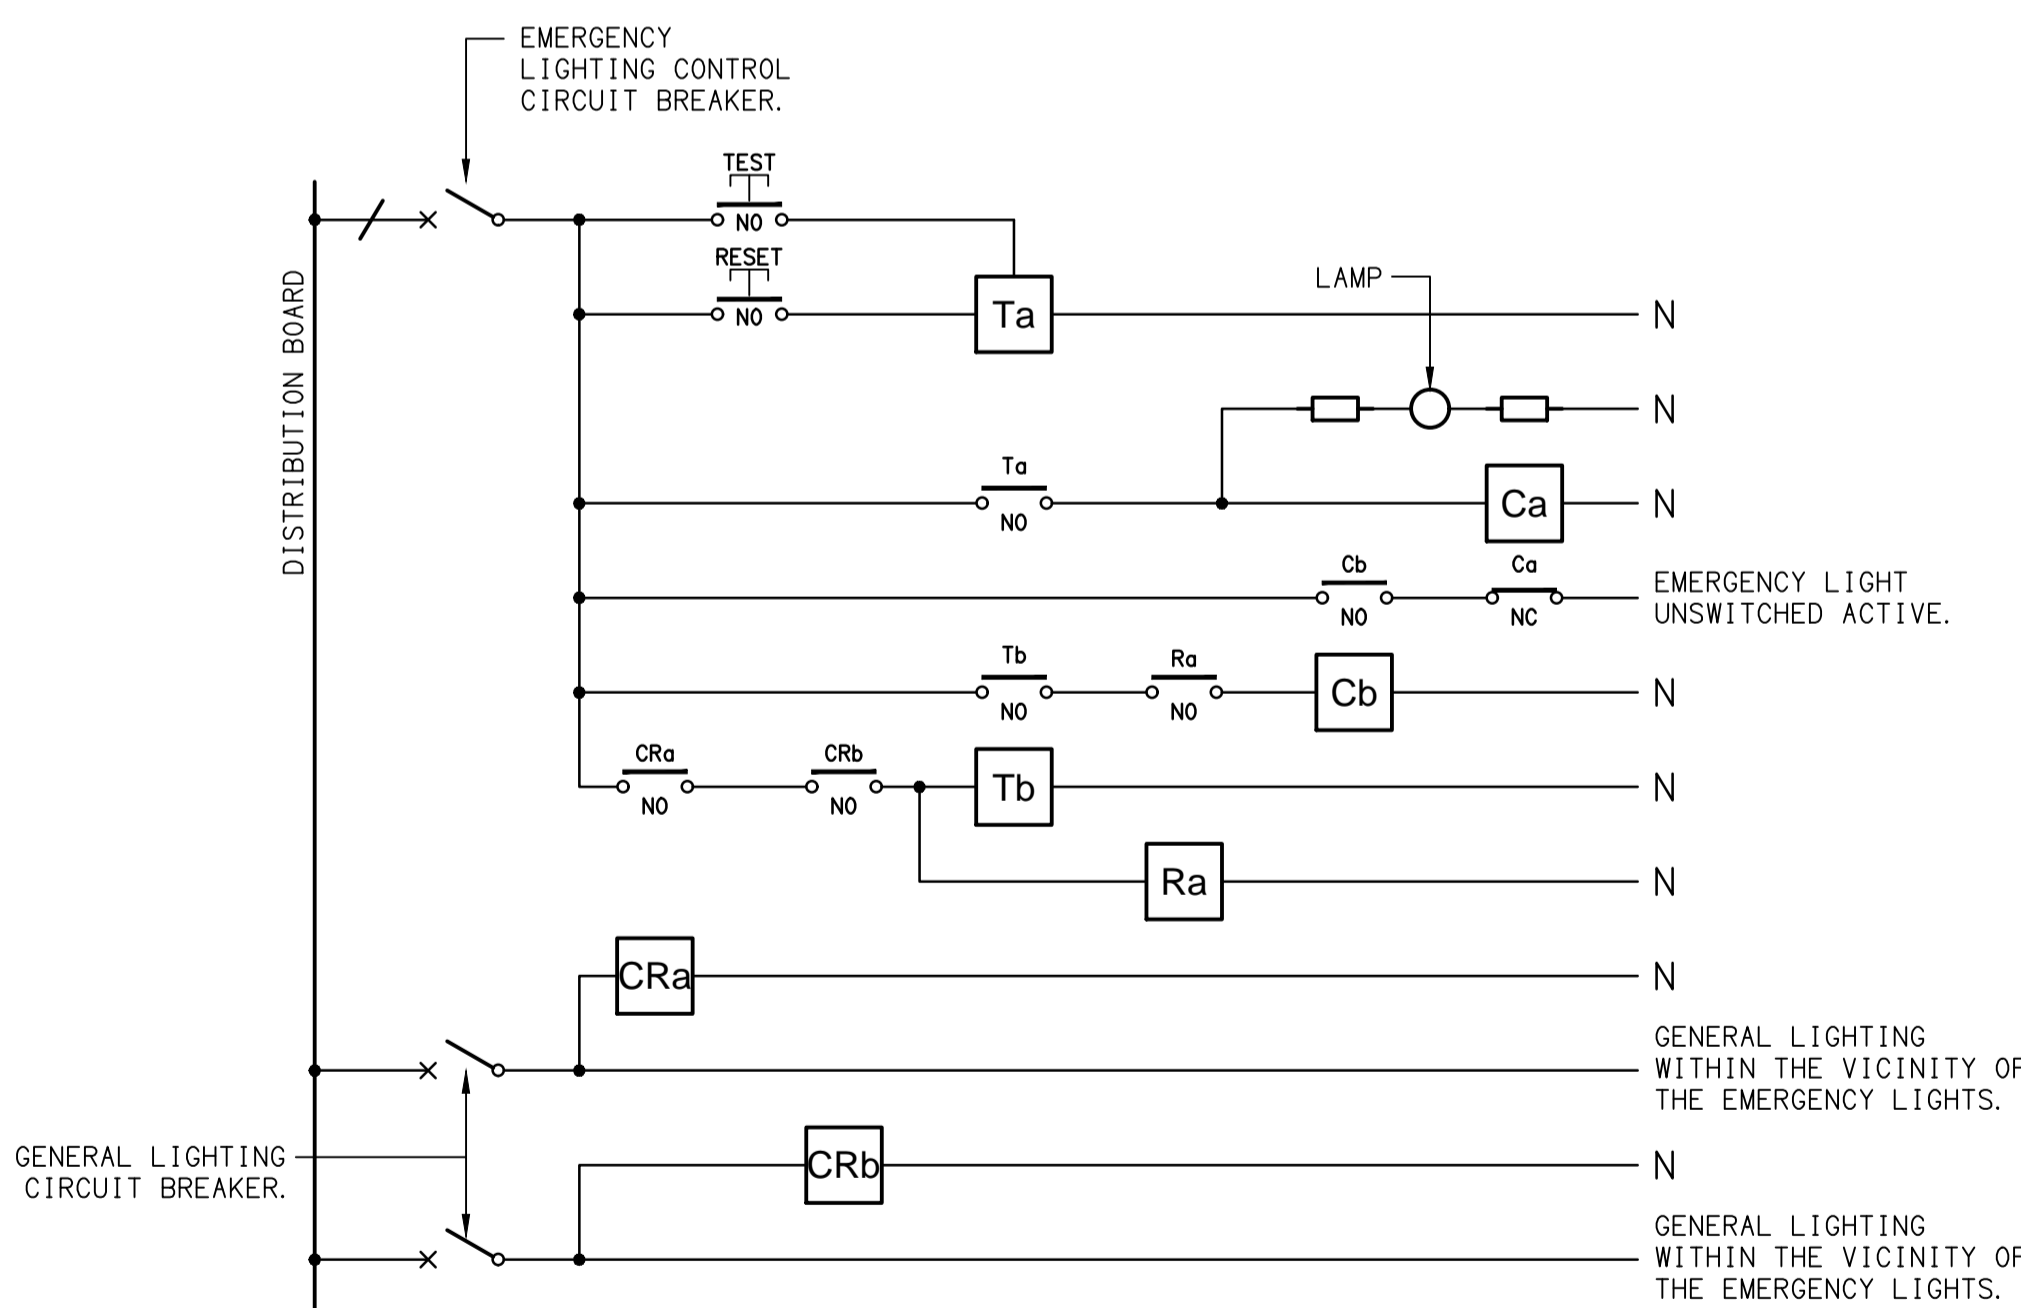 EMERGENCY
LIGHTING CONTROL
CIRCUIT BREAKER.
TEST
NO
RESET
NO
DISTRIBUTION BOARD
Ta
N
LAMP
N
Ta
NO
Ca
N
Cb
NO
Ca
NC
EMERGENCY LIGHT
UNSWITCHED ACTIVE.
Tb
NO
Ra
NO
Cb
N
CRa
NO
CRb
NO
Tb
N
Ra
N
CRa
N
GENERAL LIGHTING
WITHIN THE VICINITY OF
THE EMERGENCY LIGHTS.
GENERAL LIGHTING
CIRCUIT BREAKER.
CRb
N
GENERAL LIGHTING
WITHIN THE VICINITY OF
THE EMERGENCY LIGHTS.